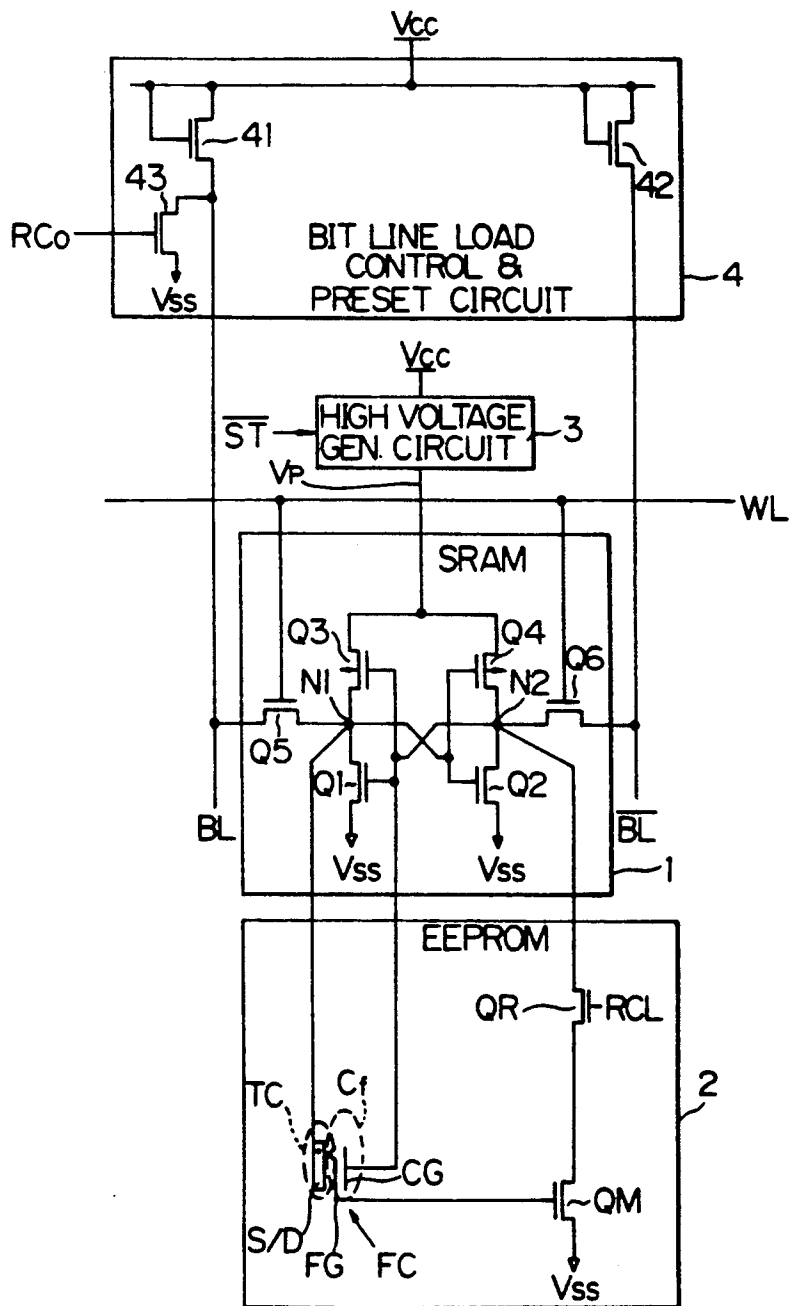 Vcc
41
42
43
RCo
Vss
BIT LINE LOAD
CONTROL &
PRESET CIRCUIT
4
Vcc
S̅T̅
HIGH VOLTAGE
GEN. CIRCUIT
3
VP
WL
SRAM
Q3
Q4
Q6
N1
N2
Q5
Q1
Q2
BL
B̅L̅
Vss
Vss
1
EEPROM
QR
RCL
2
TC
Cf
CG
QM
S/D
FG
FC
Vss